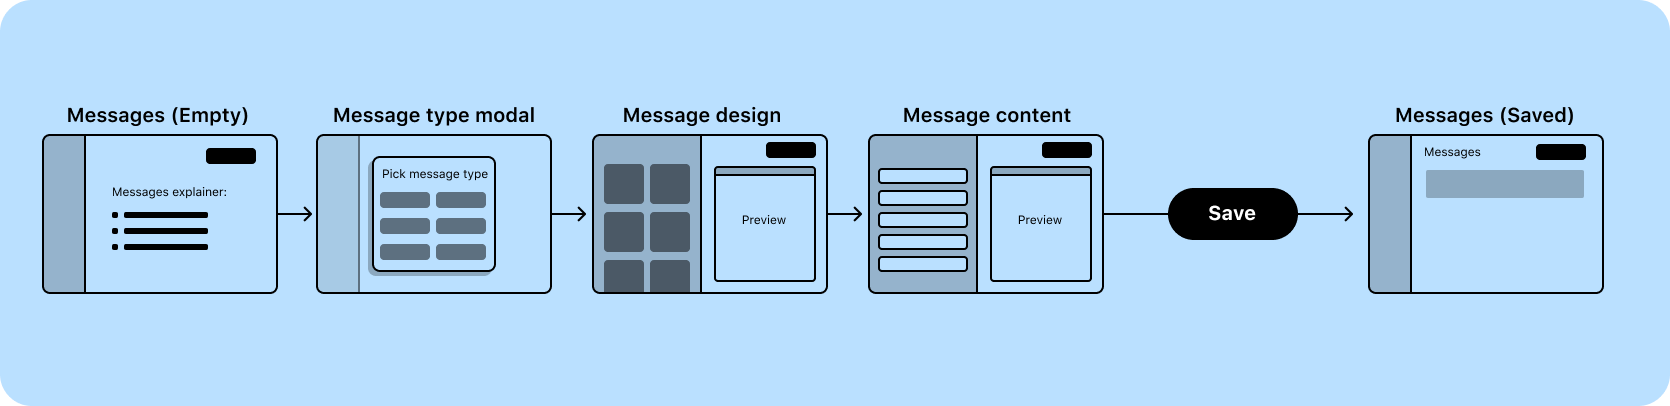 Messages (Empty)
Message type modal
Message design
Message content
Messages (Saved)
Messages explainer:
Pick message type
Preview
Preview
Save
Messages